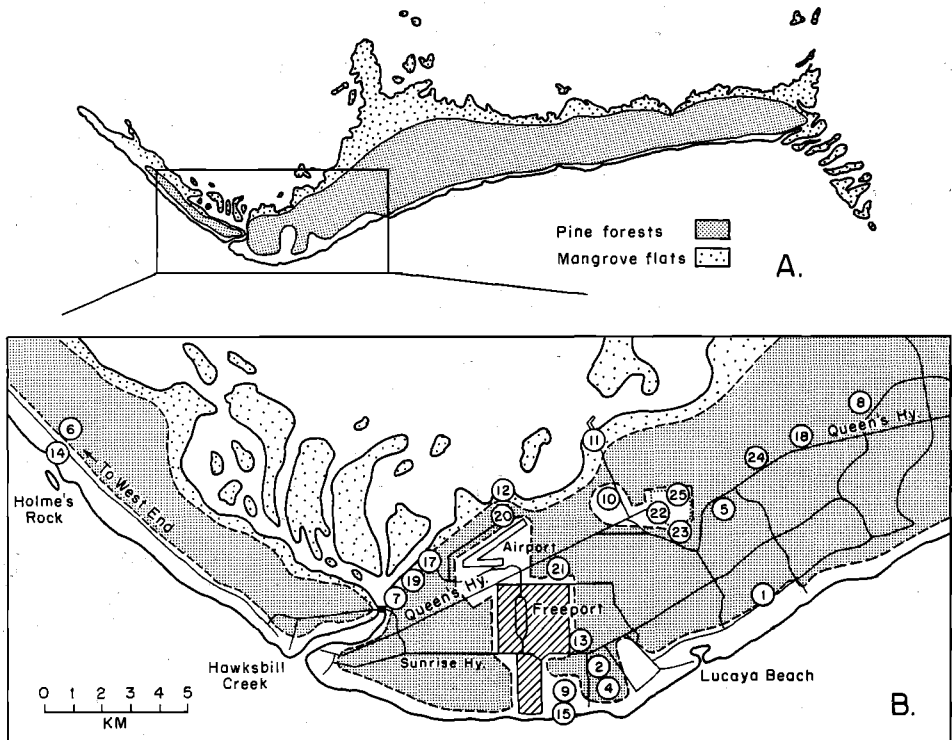 Pine forests
Mangrove flats
A.
6
14
To West End
Holme's
Rock
11
8
Queen's Hy.
18
24
5
12
20
10
25
22
23
Airport
17
19
7
Queen's Hy.
21
Freeport
1
13
Hawksbill
Creek
Sunrise Hy.
2
4
9
15
Lucaya Beach
0 1 2 3 4 5
KM
B.